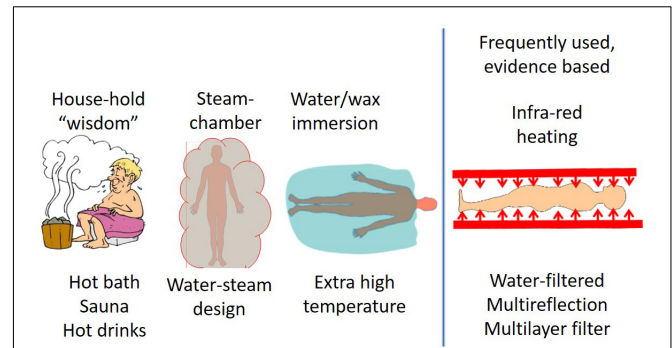 House-hold
“wisdom”
Hot bath
Sauna
Hot drinks
Steam-
chamber
Water-steam
design
Water/wax
immersion
Extra high
temperature
Frequently used,
evidence based
Infra-red
heating
Water-filtered
Multireflection
Multilayer filter